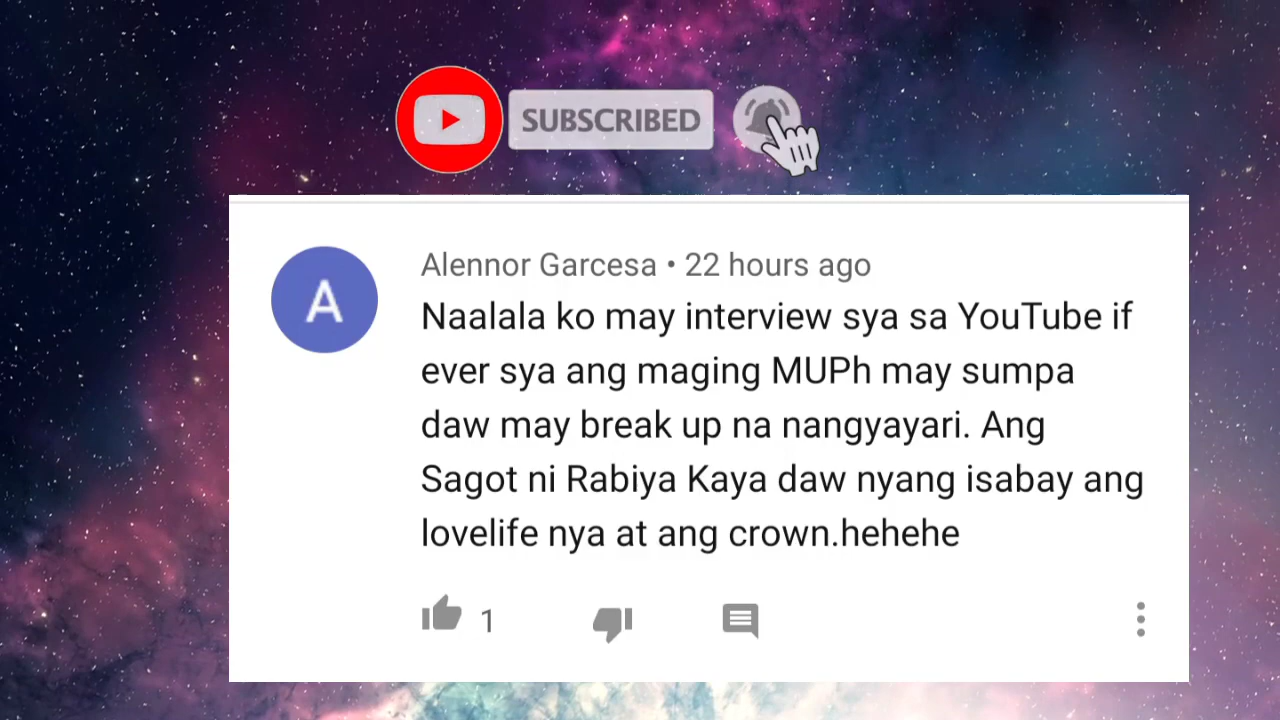 SUBSCRIBED
Alennor Garcesa • 22 hours ago
Naalala ko may interview sya sa YouTube if
ever sya ang maging MUPh may sumpa
daw may break up na nangyayari. Ang
Sagot ni Rabiya Kaya daw nyang isabay ang
lovelife nya at ang crown.hehehe
1